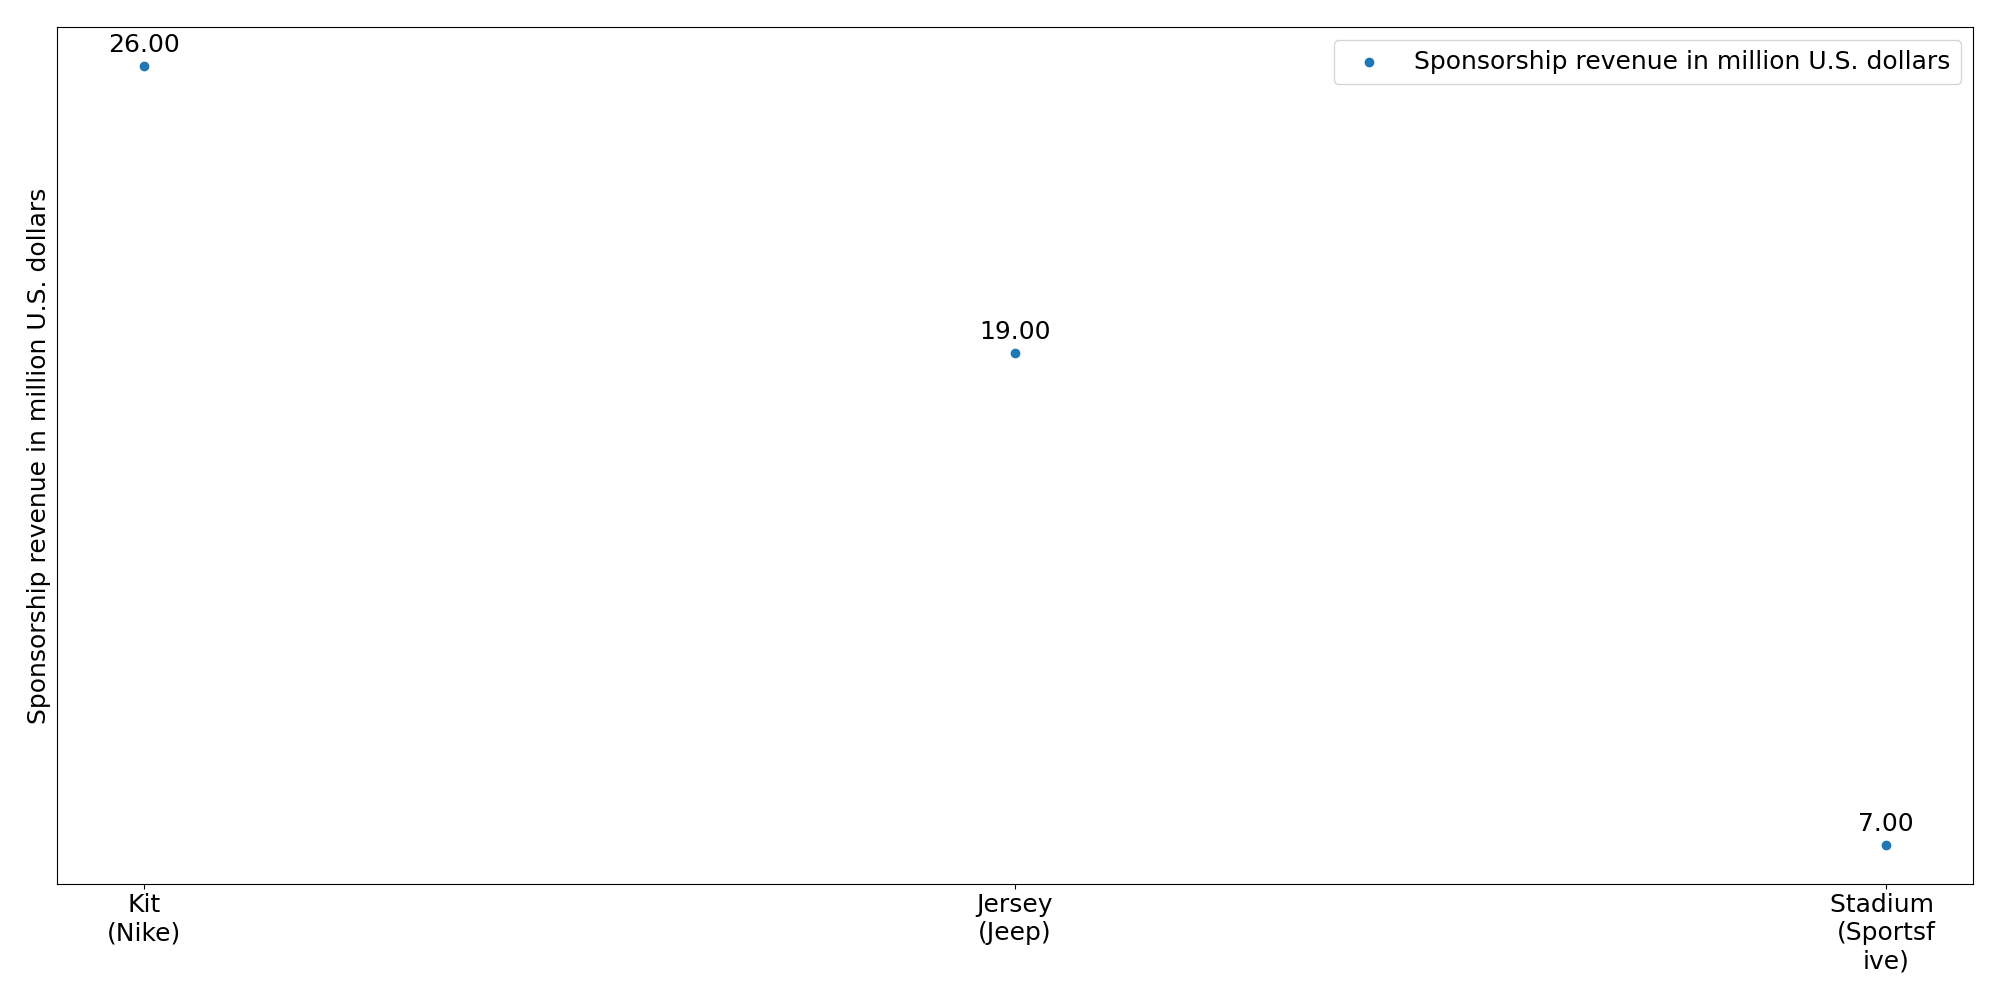 26.00
Sponsorship revenue in million U.S. dollars
19.00
7.00
Sponsorship revenue in million U.S. dollars
Kit
(Nike)
Jersey
(Jeep)
Stadium
(Sportsf
ive)